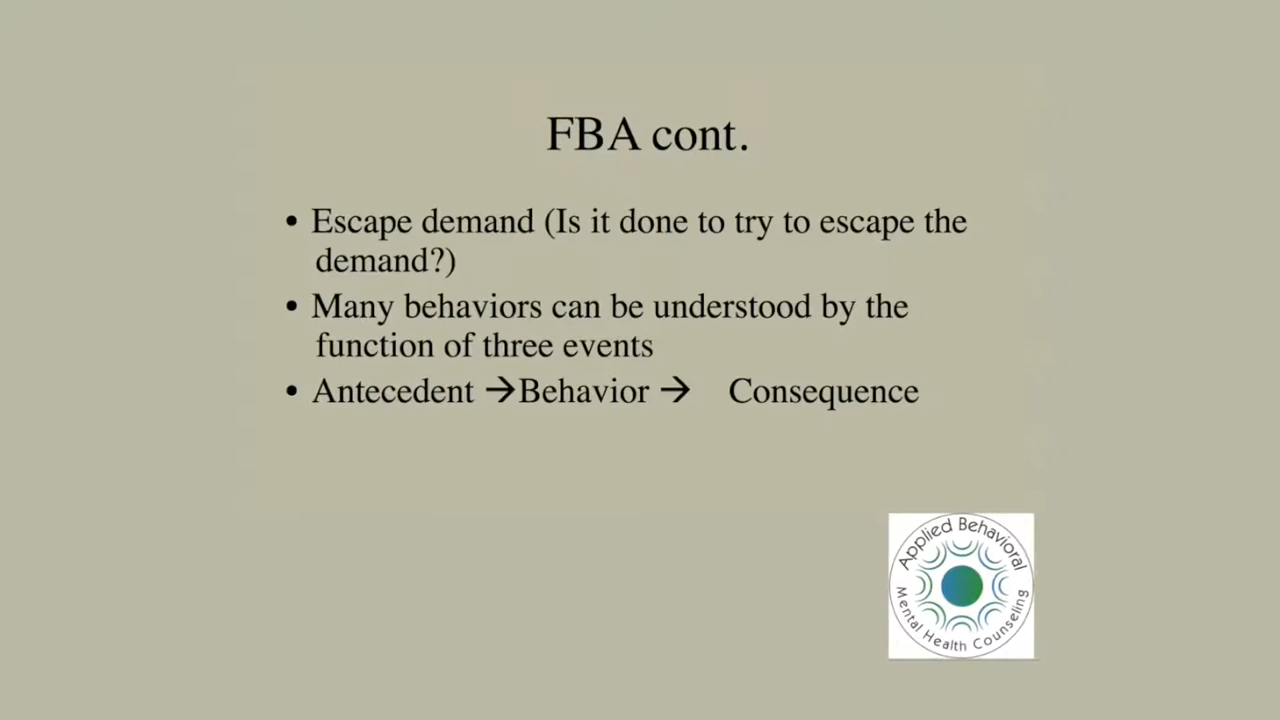 FBA cont.
• Escape demand (Is it done to try to escape the
demand?)
• Many behaviors can be understood by the
function of three events
• Antecedent →Behavior → Consequence
Applied Behavioral
Mental Health Counseling